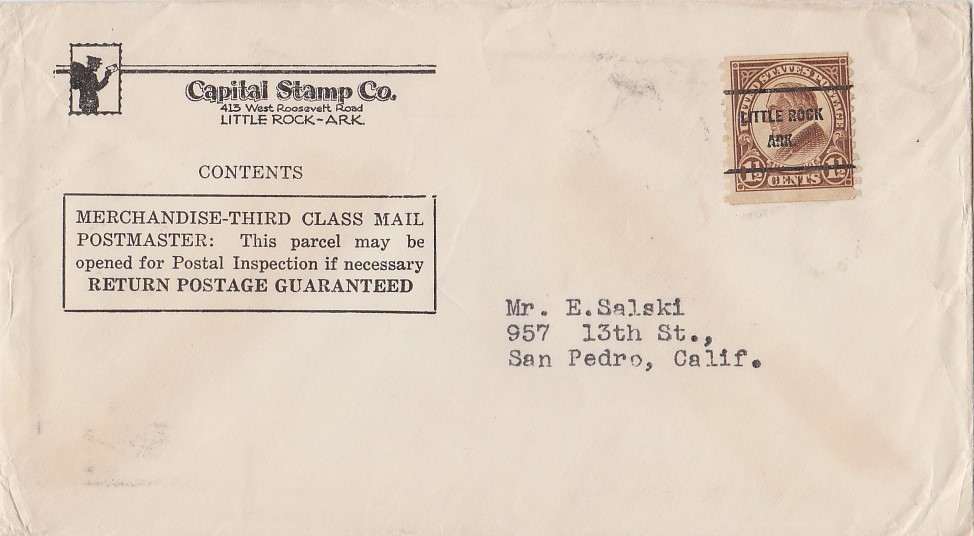 Capital Stamp Co.
413 West Roosevelt Road
LITTLE ROCK-ARK.
CONTENTS
MERCHANDISE-THIRD CLASS MAIL
POSTMASTER: This parcel may be
opened for Postal Inspection if necessary
RETURN POSTAGE GUARANTEED
UNITED STATES POSTAGE
LITTLE ROCK
ARK.
1½ CENTS 1½
Mr. E.Salski
957 13th St.,
San Pedro, Calif.